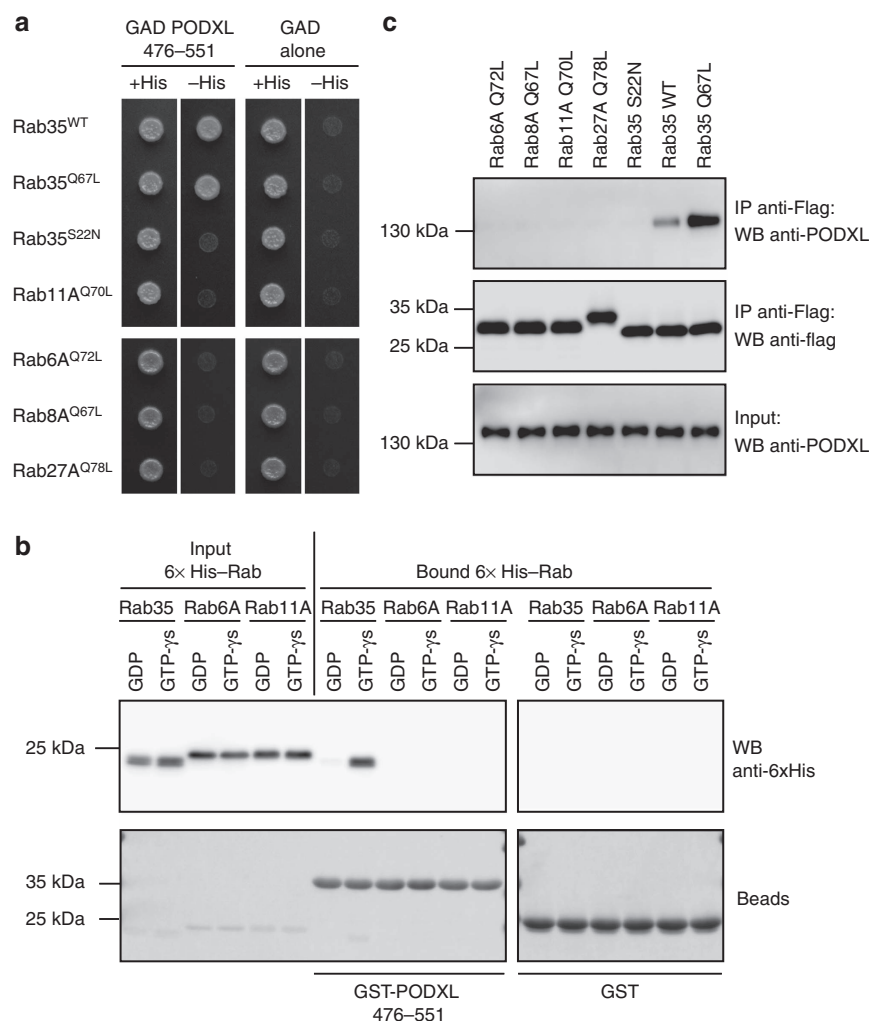 a
GAD PODXL
476–551
GAD
alone
+His –His +His –His
Rab35WT
Rab35Q67L
Rab35S22N
Rab11AQ70L
Rab6AQ72L
Rab8AQ67L
Rab27AQ78L
c
Rab6A Q72L
Rab8A Q67L
Rab11A Q70L
Rab27A Q78L
Rab35 S22N
Rab35 WT
Rab35 Q67L
130 kDa
IP anti-Flag:
WB anti-PODXL
35 kDa
25 kDa
IP anti-Flag:
WB anti-flag
130 kDa
Input:
WB anti-PODXL
b
Input
6× His–Rab
Bound 6× His–Rab
Rab35 Rab6A Rab11A Rab35 Rab6A Rab11A Rab35 Rab6A Rab11A
GDP GTP-γs GDP GTP-γs GDP GTP-γs GDP GTP-γs GDP GTP-γs GDP GTP-γs GDP GTP-γs GDP GTP-γs GDP GTP-γs
25 kDa
WB
anti-6xHis
35 kDa
25 kDa
Beads
GST-PODXL
476–551
GST